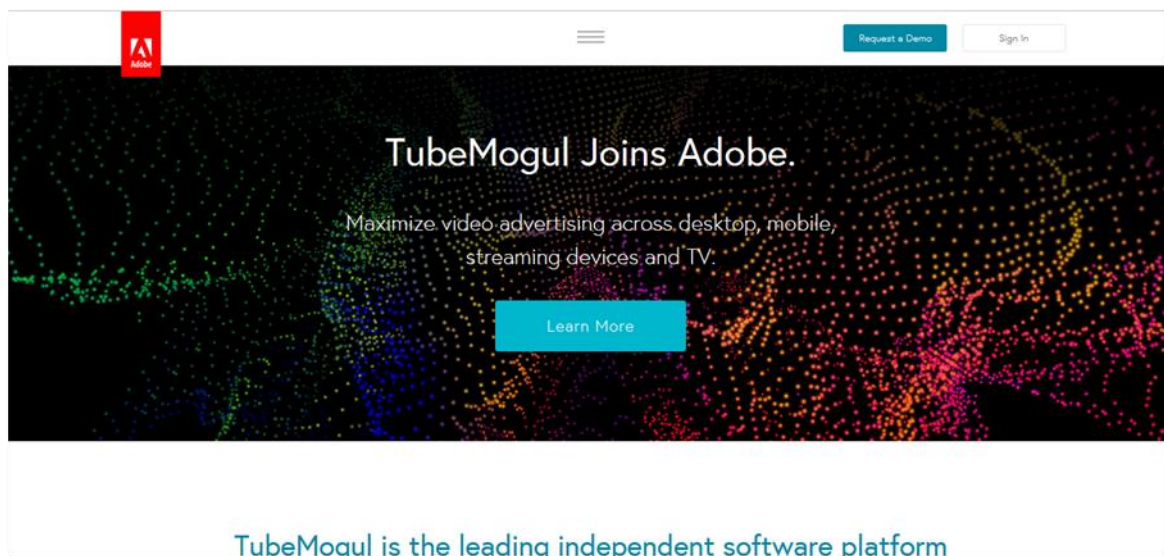 Adobe
Request a Demo
Sign In
TubeMogul Joins Adobe.
Maximize video advertising across desktop, mobile,
streaming devices and TV.
Learn More
TubeMogul is the leading independent software platform